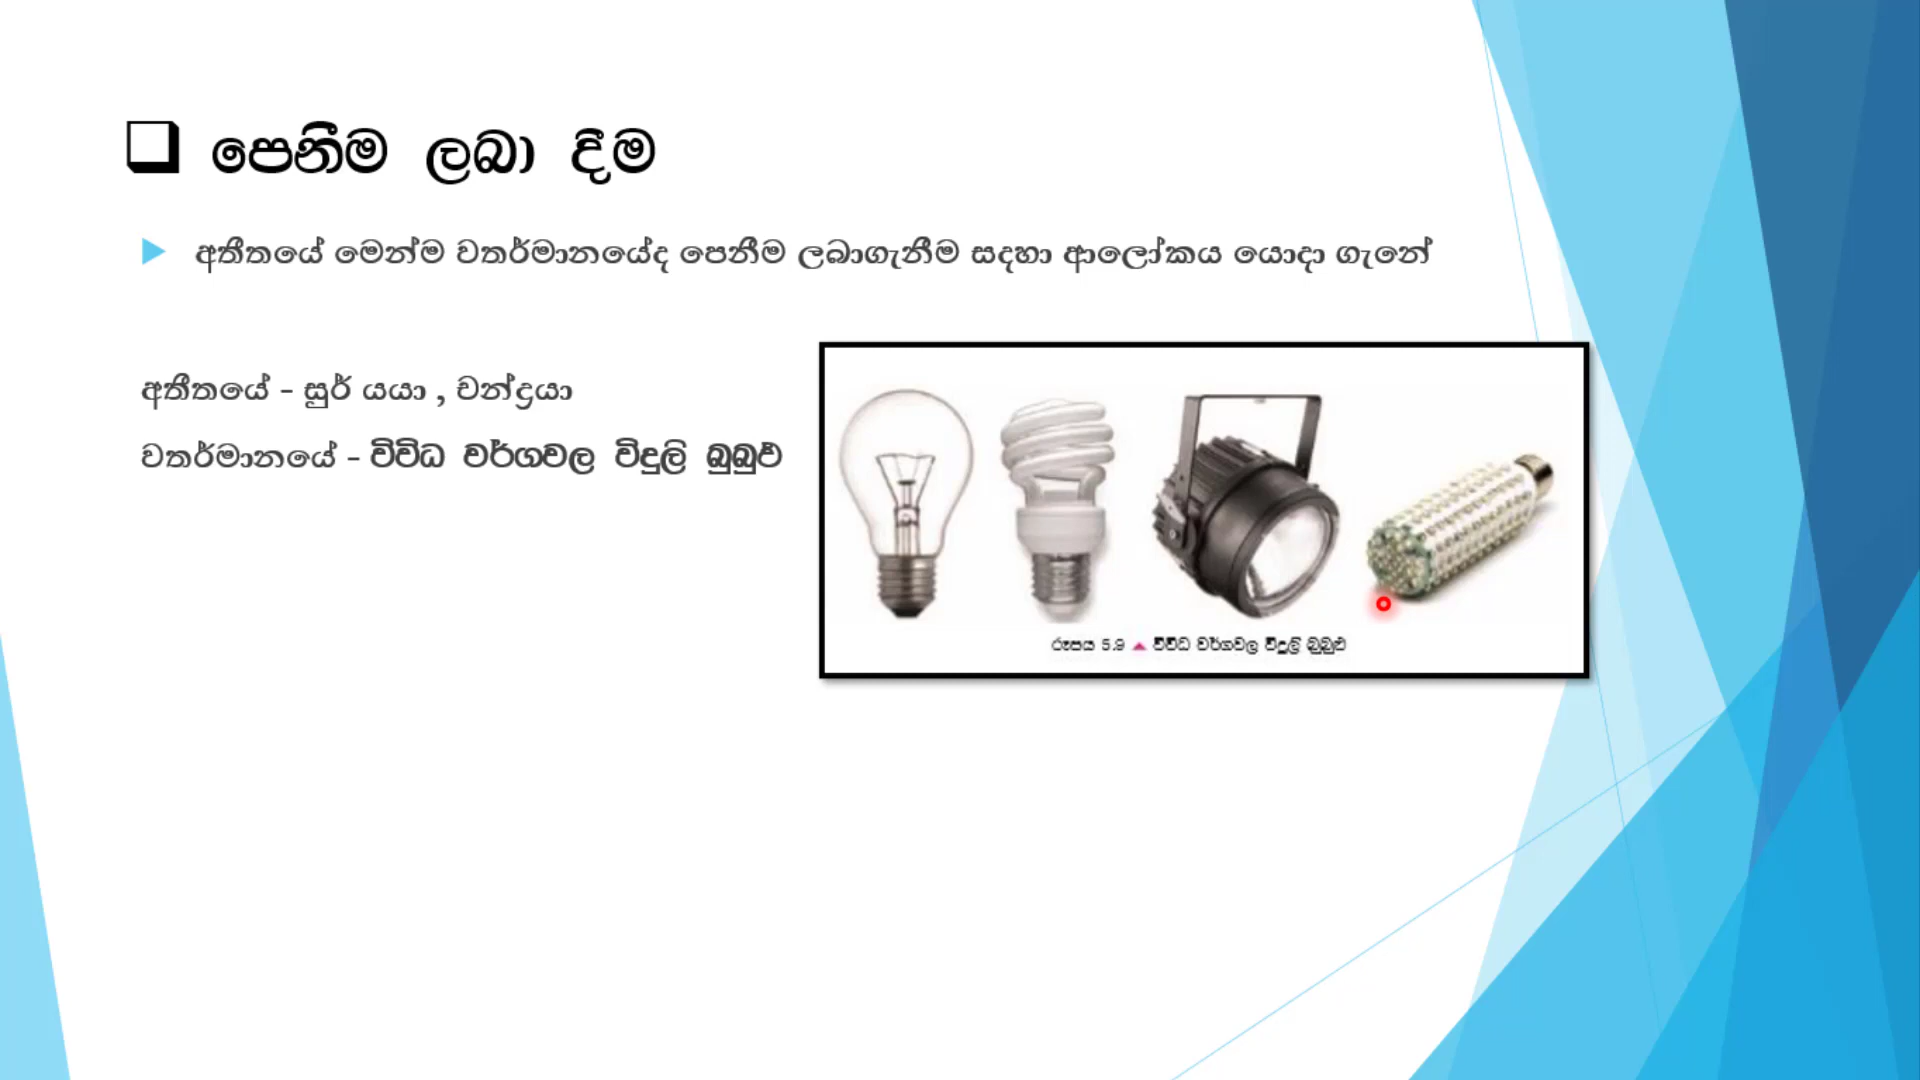 පෙනීම ලබා දීම
අතීතයේ මෙන්ම වතර්මානයේද පෙනීම ලබාගැනීම සදහා ආලෝකය යොදා ගැනේ
අතීතයේ - සුර් යයා , චන්ද්‍රයා
වතර්මානයේ - විවිධ වර්ගවල විදුලි බුබුළු
රූපය 5.9 ▲ විවිධ වර්ගවල විදුලි බුබුළු